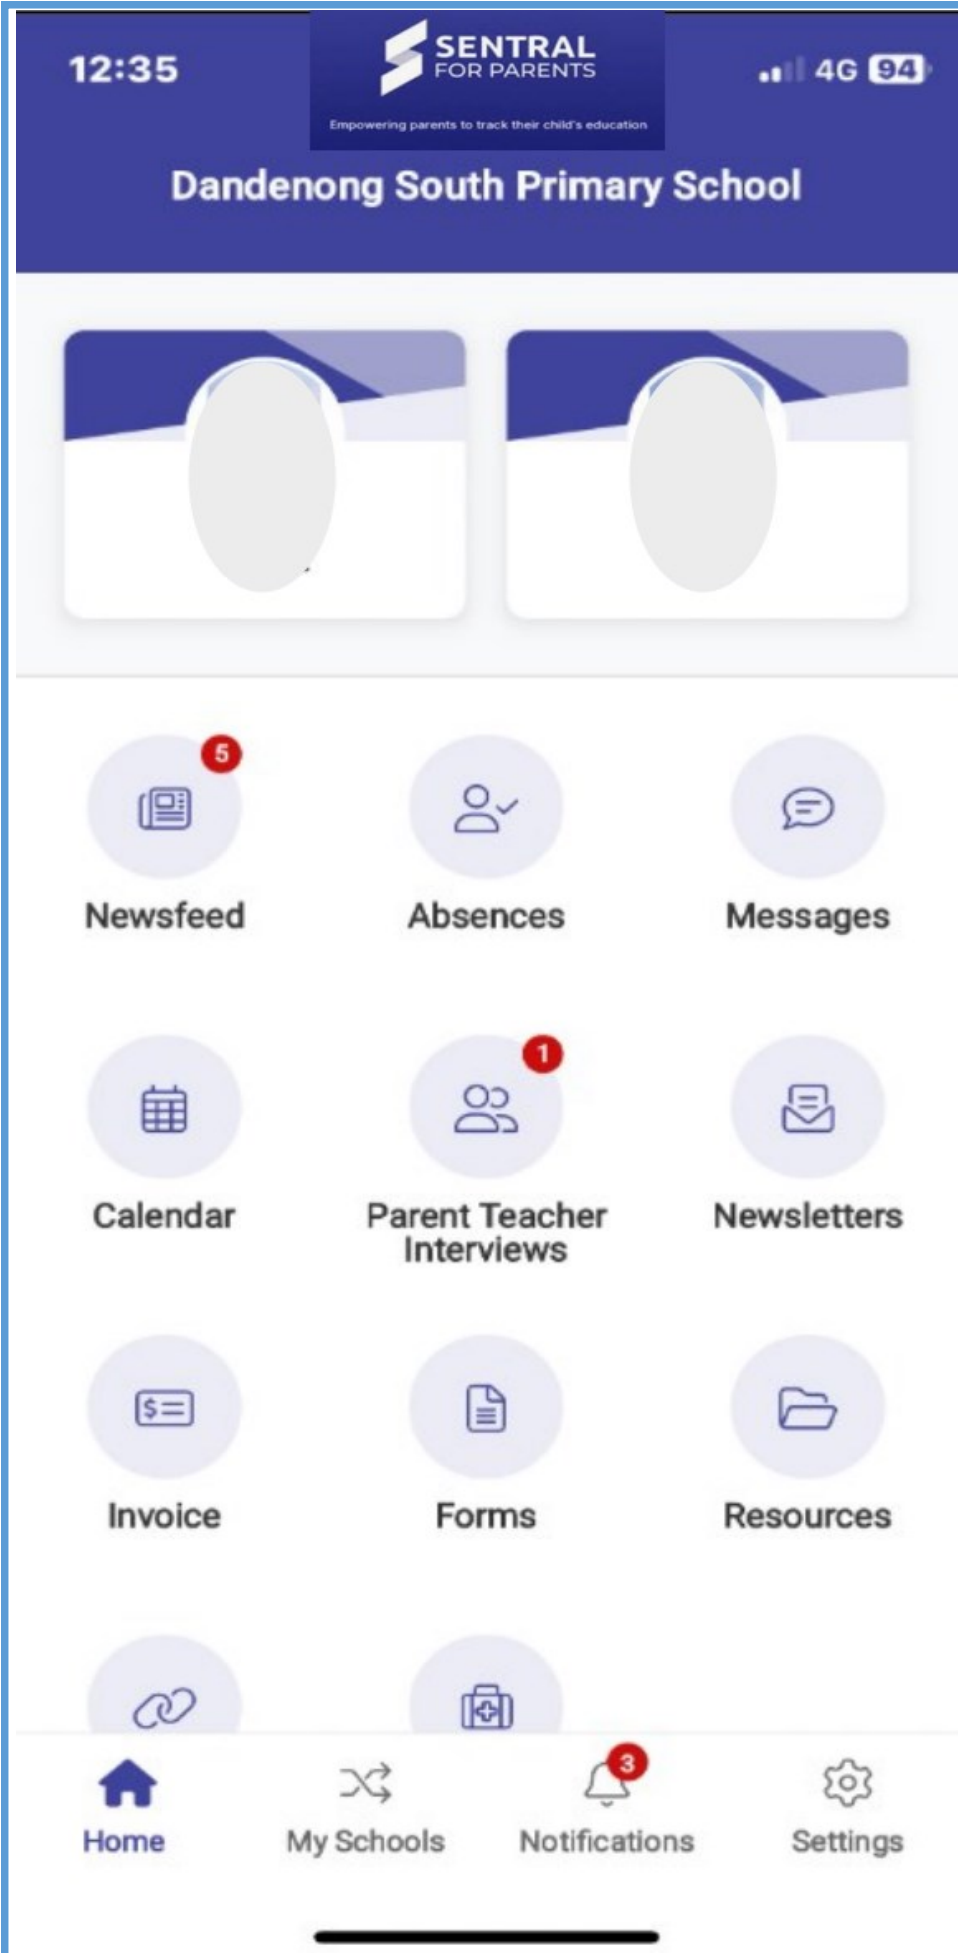 12:35
SENTRAL
FOR PARENTS
4G 94
Empowering parents to track their child's education
Dandenong South Primary School
5
Newsfeed
Absences
Messages
1
Calendar
Parent Teacher
Interviews
Newsletters
$
Invoice
Forms
Resources
3
Home
My Schools
Notifications
Settings